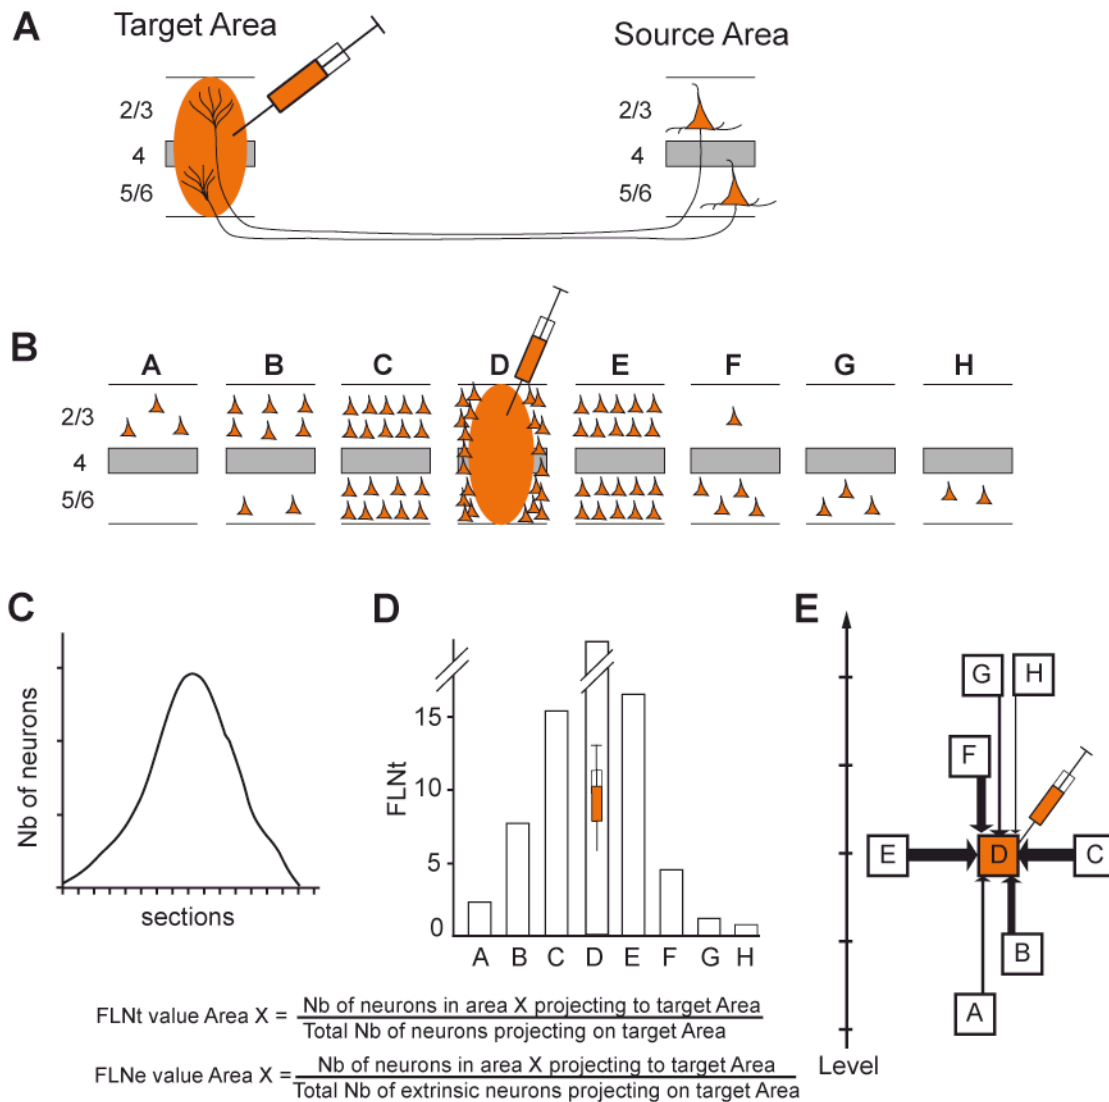 A
Target Area
Source Area
2/3
4
5/6
2/3
4
5/6
B
A B C D E F G H
2/3
4
5/6
C
Nb of neurons
sections
D
FLNt
15
10
5
0
A B C D E F G H
E
G H
F
E D C
B
A
Level
FLNt value Area X = Nb of neurons in area X projecting to target Area
Total Nb of neurons projecting on target Area
FLNe value Area X = Nb of neurons in area X projecting to target Area
Total Nb of extrinsic neurons projecting on target Area